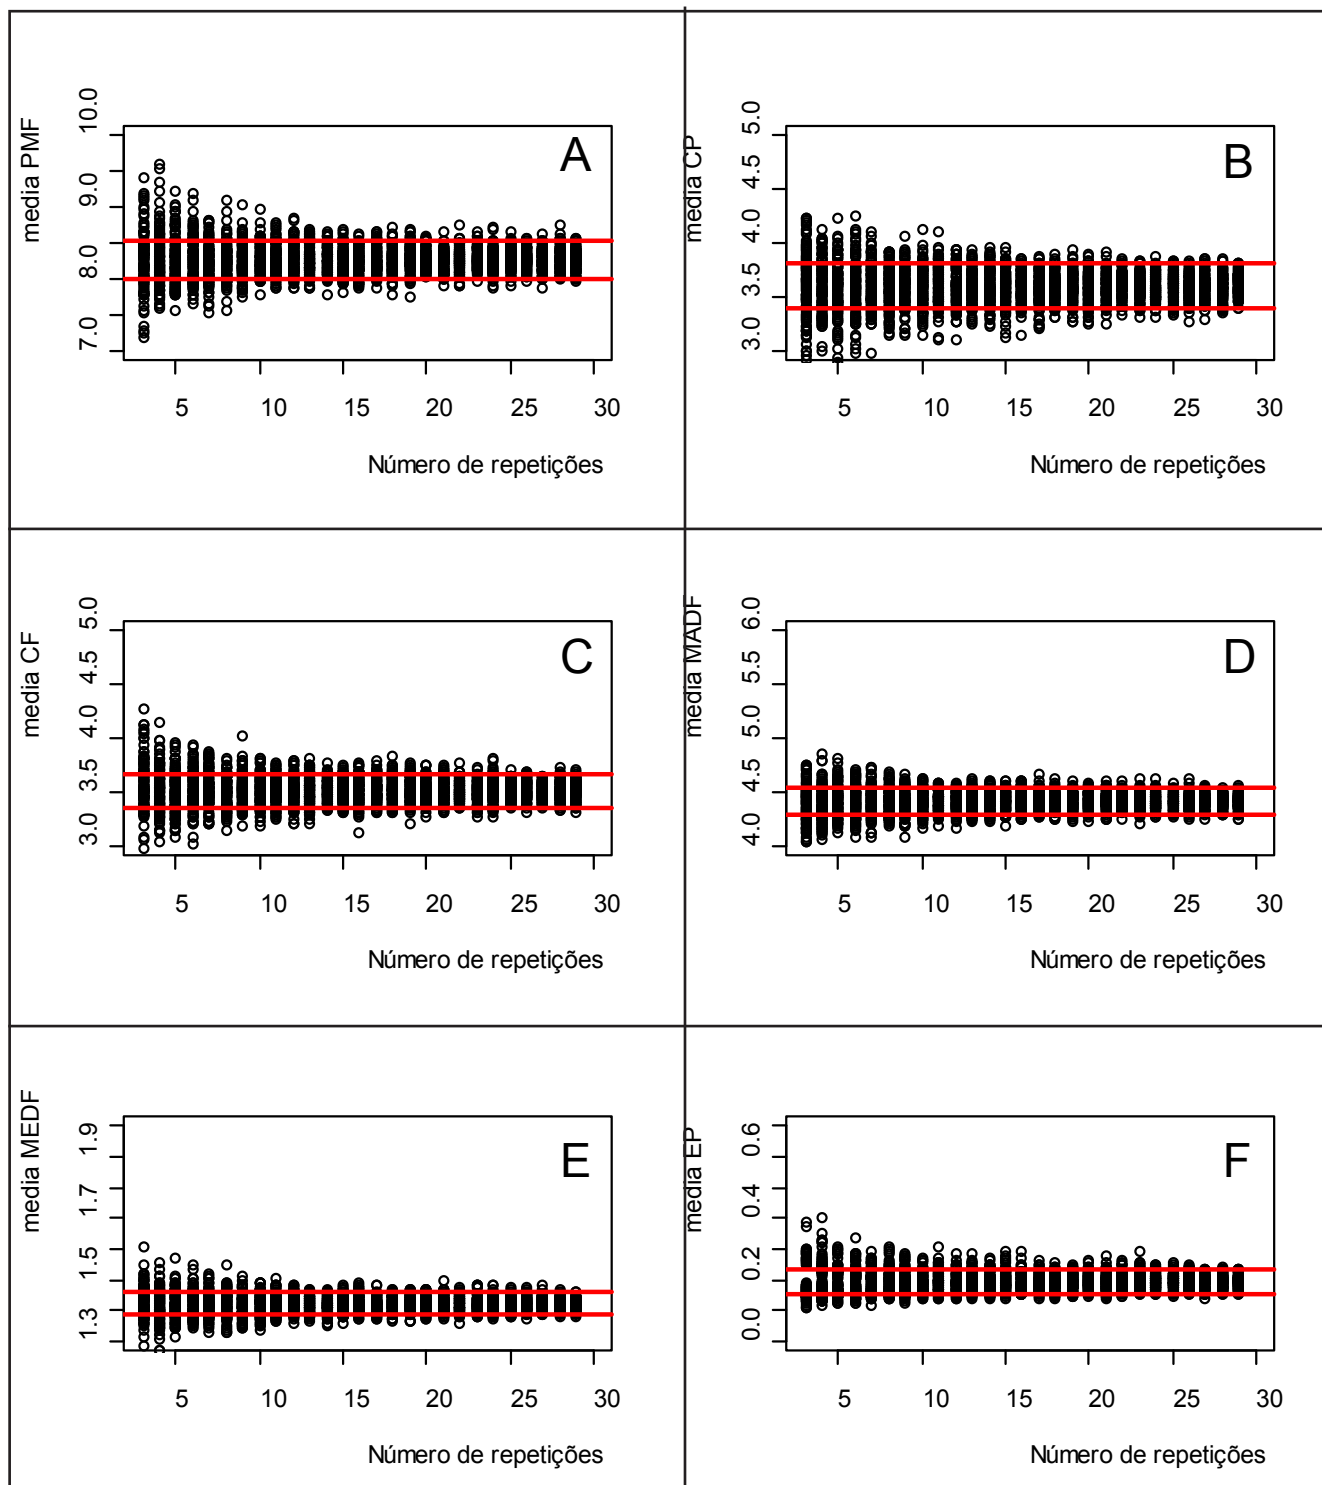 media PMF
10.0
9.0
8.0
7.0
A
5 10 15 20 25 30
Número de repetições
media CP
5.0
4.5
4.0
3.5
3.0
B
5 10 15 20 25 30
Número de repetições
media CF
5.0
4.5
4.0
3.5
3.0
C
5 10 15 20 25 30
Número de repetições
media MADF
6.0
5.5
5.0
4.5
4.0
D
5 10 15 20 25 30
Número de repetições
media MEDF
1.9
1.7
1.5
1.3
E
5 10 15 20 25 30
Número de repetições
media EP
0.6
0.4
0.2
0.0
F
5 10 15 20 25 30
Número de repetições